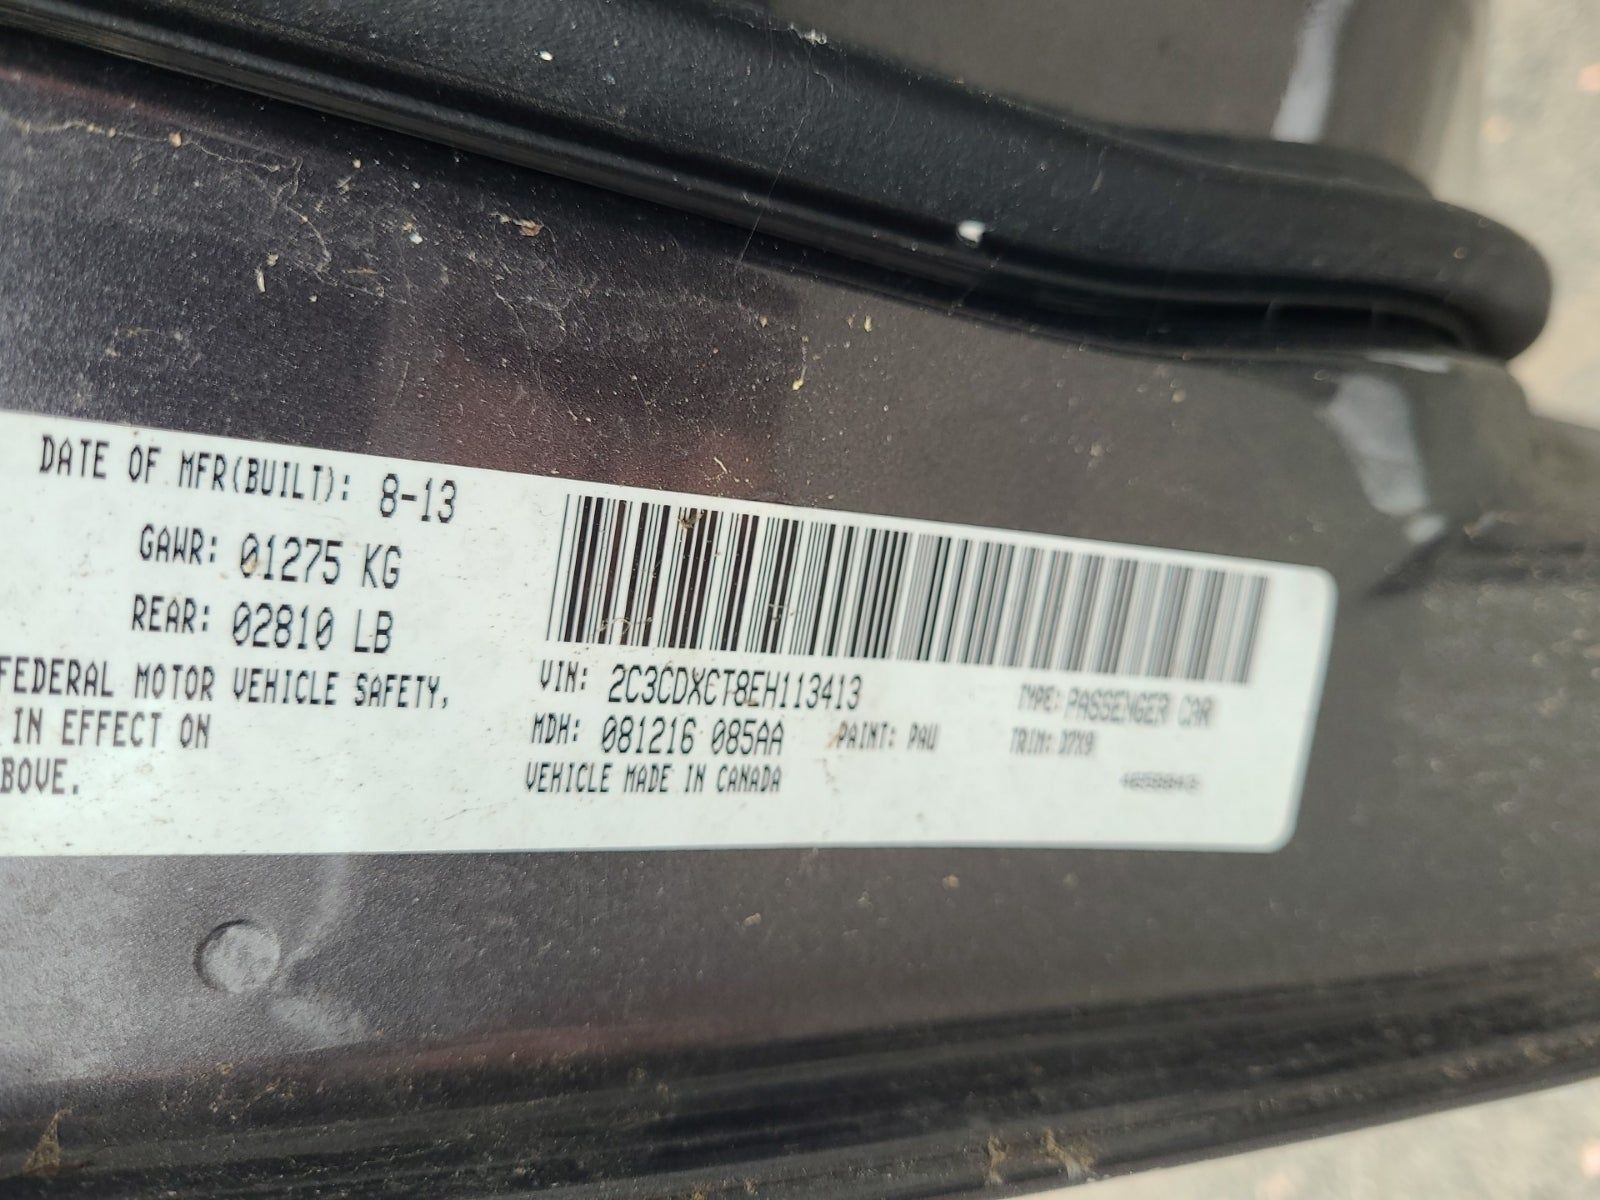 DATE OF MFR(BUILT): 8-13
GAWR: 01275 KG
REAR: 02810 LB
FEDERAL MOTOR VEHICLE SAFETY,
IN EFFECT ON
BOVE.
VIN: 2C3CDXCT8EH113413 TYPE: PASSENGER CAR
MDH: 081216 085AA PAINT: PAU TRIM: D7X9
VEHICLE MADE IN CANADA